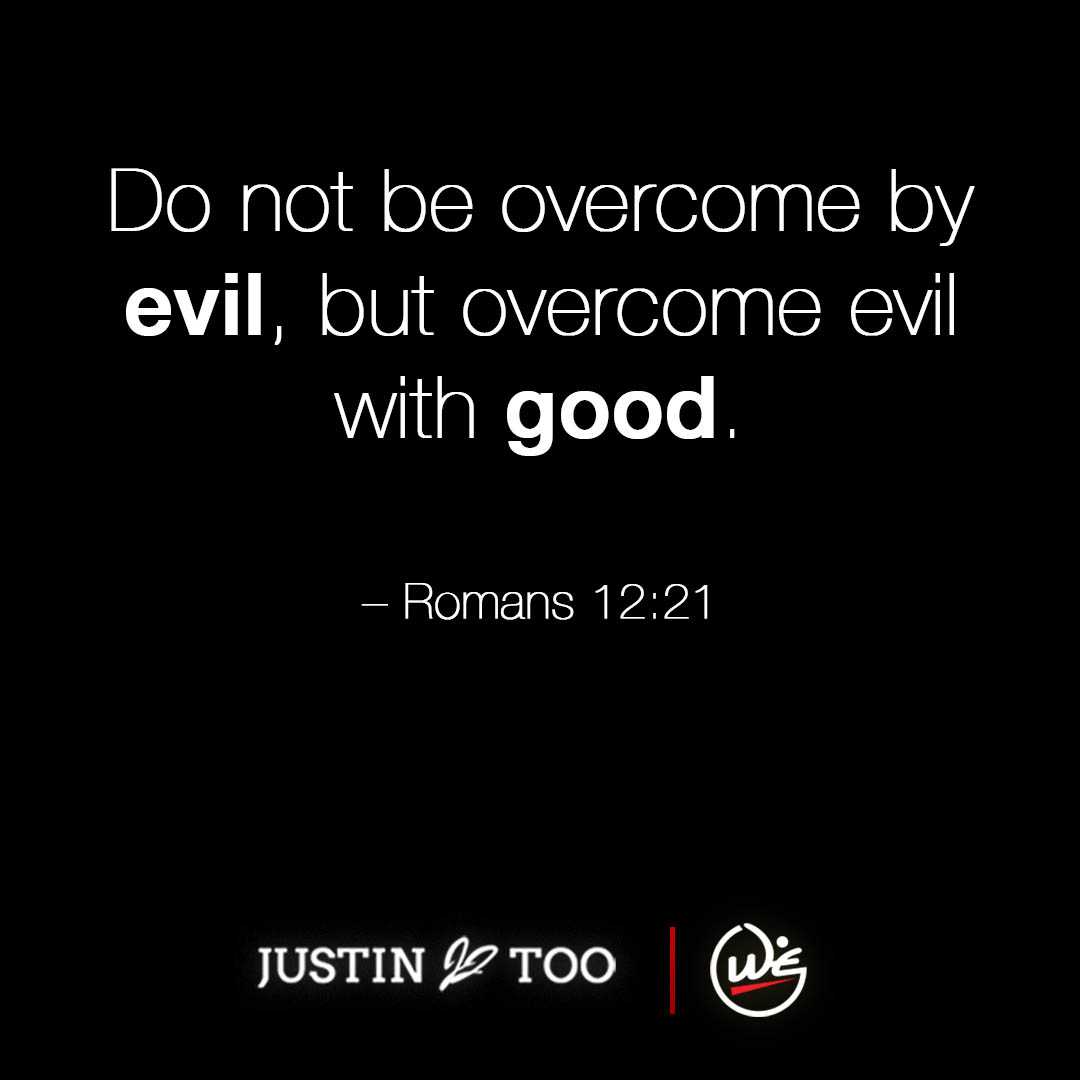 Do not be overcome by
evil, but overcome evil
with good.
– Romans 12:21
JUSTIN TOO
WE